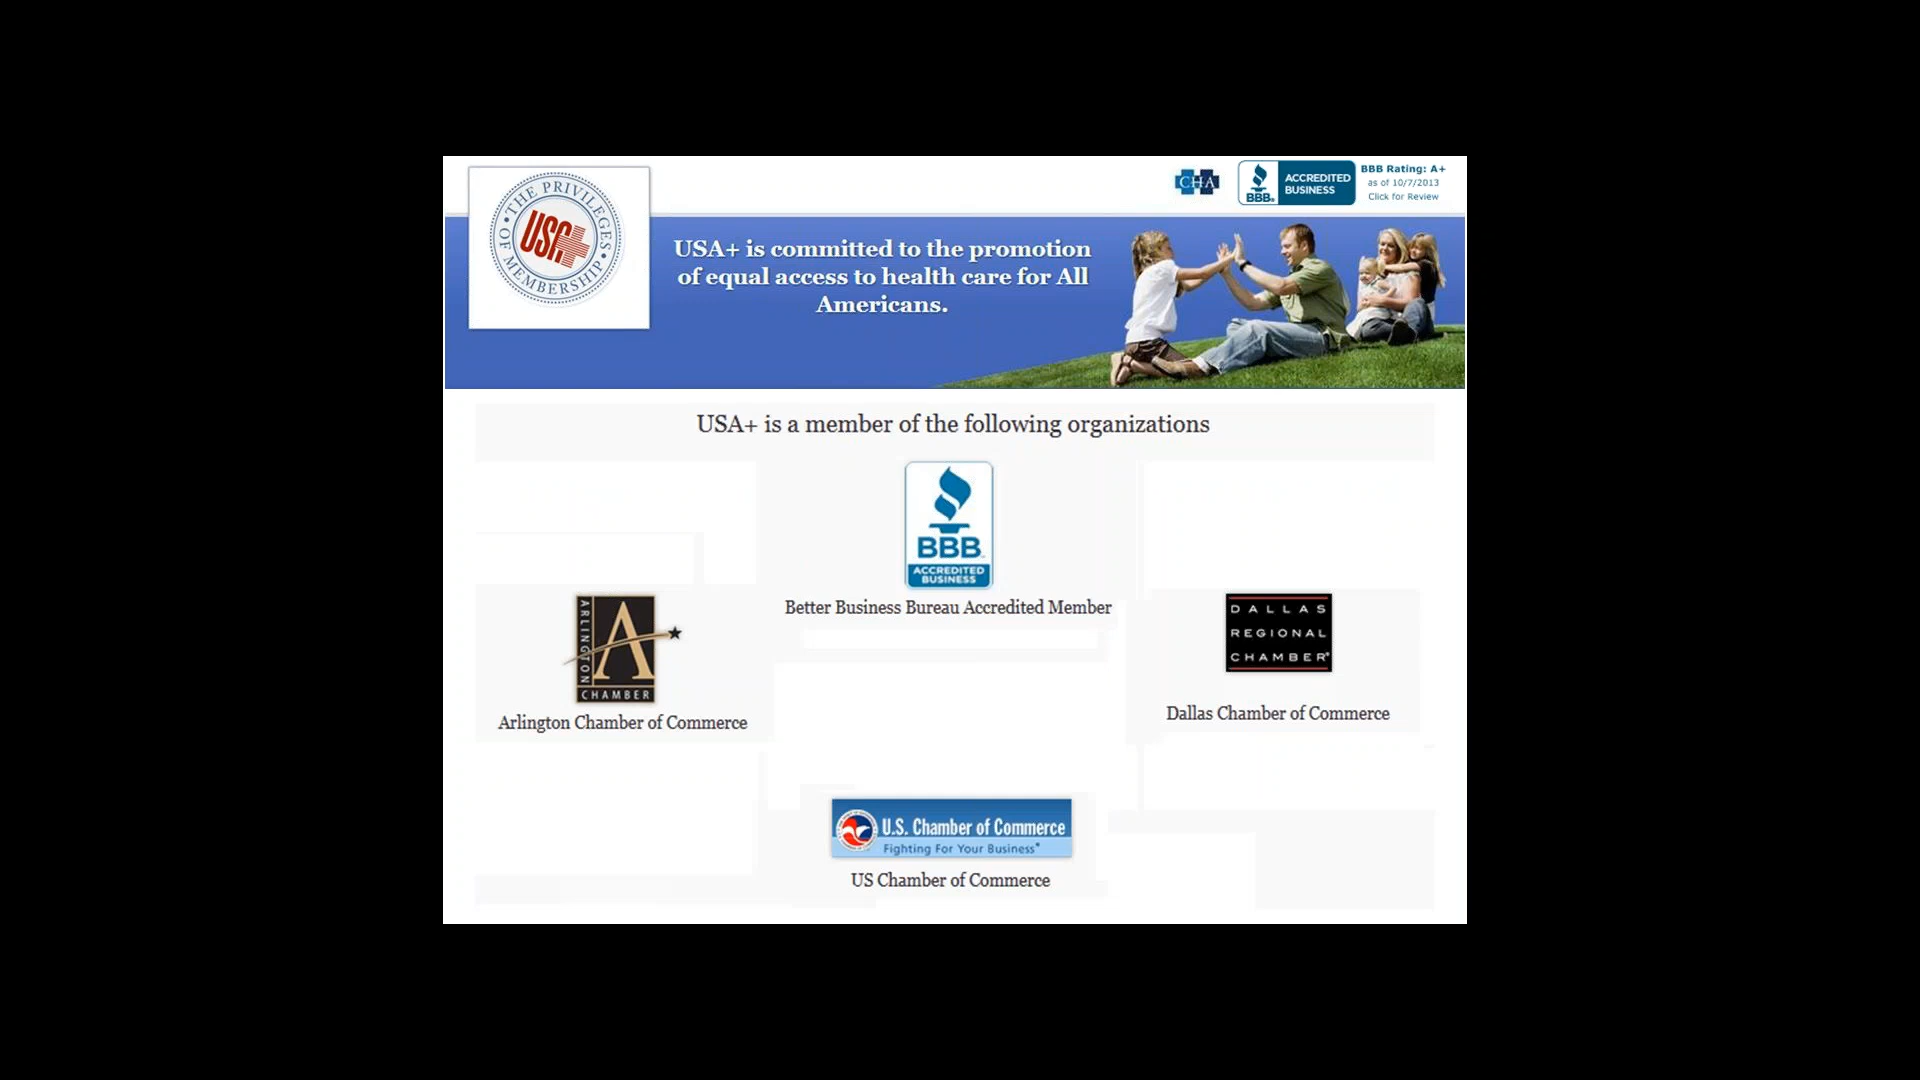 THE PRIVILEGES OF MEMBERSHIP
USA+
CHA
BBB.
ACCREDITED
BUSINESS
BBB Rating: A+
as of 10/7/2013
Click for Review
USA+ is committed to the promotion
of equal access to health care for All
Americans.
USA+ is a member of the following organizations
BBB
ACCREDITED
BUSINESS
Better Business Bureau Accredited Member
ARLINGTON
A
CHAMBER
Arlington Chamber of Commerce
DALLAS
REGIONAL
CHAMBER®
Dallas Chamber of Commerce
U.S. Chamber of Commerce
Fighting For Your Business®
US Chamber of Commerce